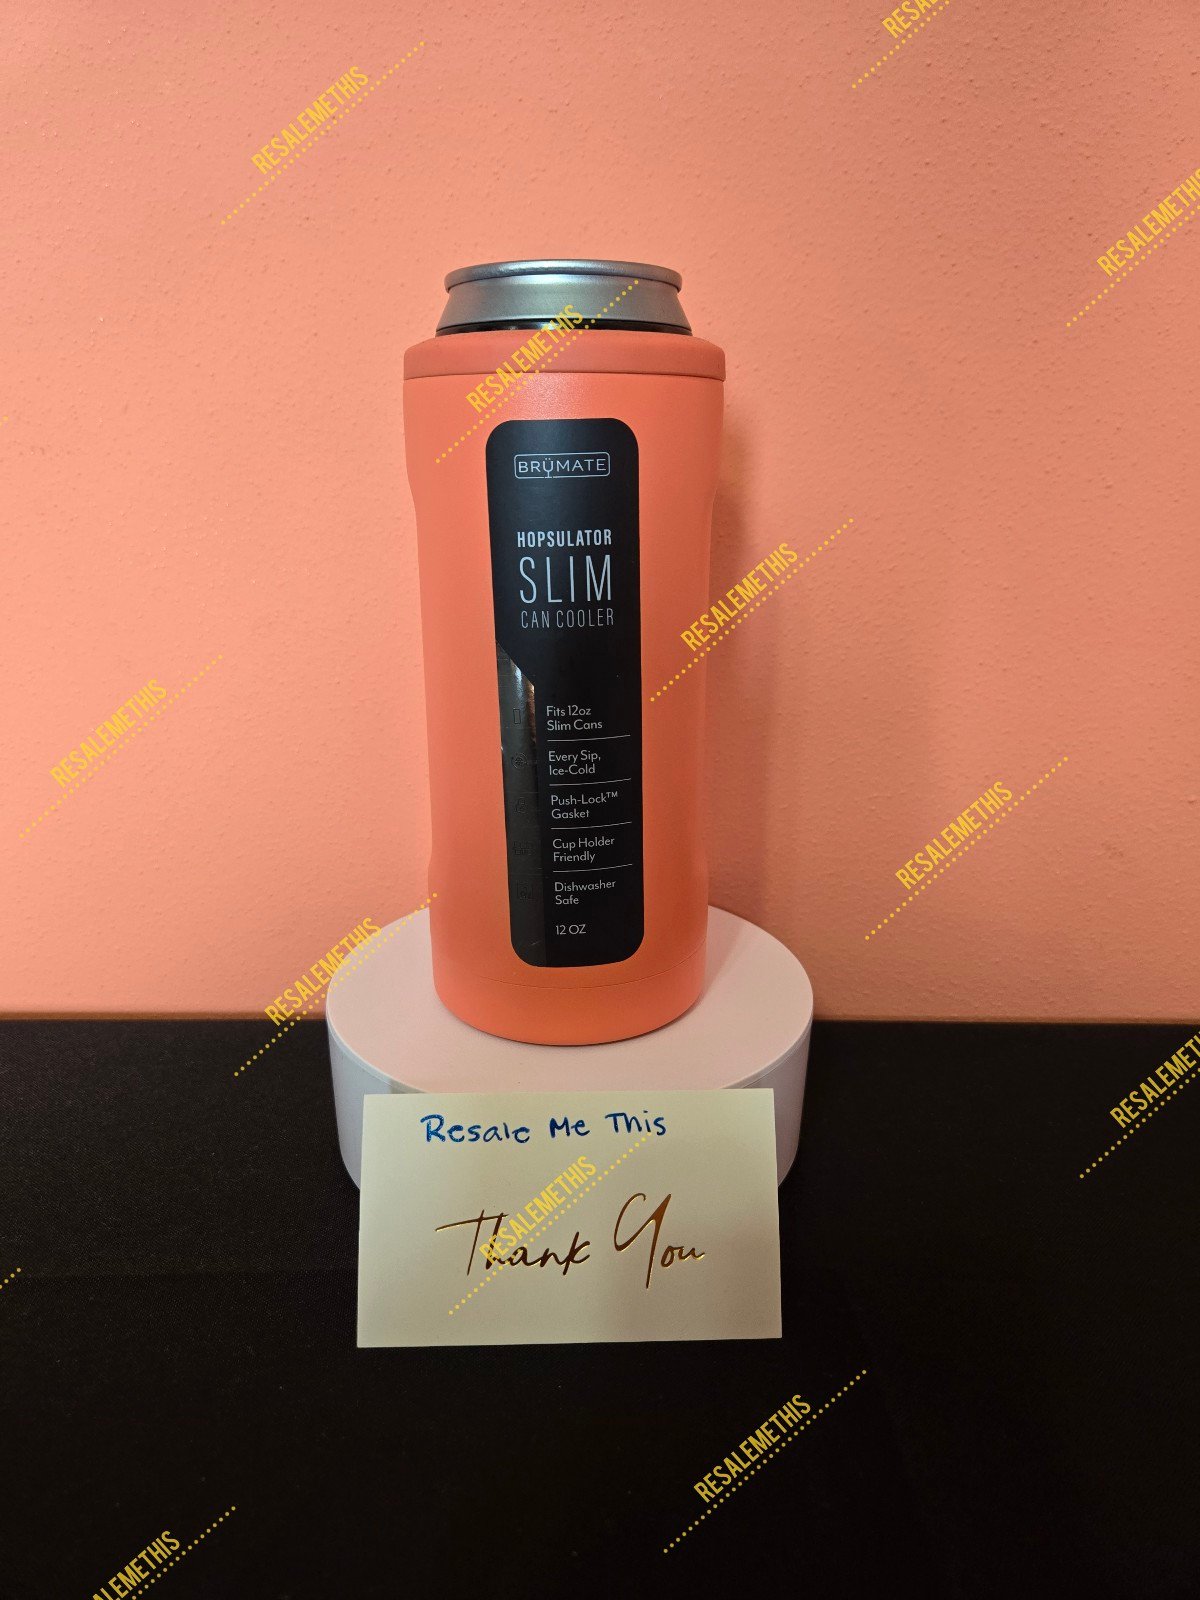 RESALEMETHIS
RESALEMETHIS
RESALEMETHIS
BRÜMATE
HOPSULATOR
SLIM
CAN COOLER
RESALEMETHIS
RESALEMETHIS
Fits 12oz
Slim Cans
Every Sip,
Ice-Cold
Push-Lock™
Gasket
RESALEMETHIS
Cup Holder
Friendly
Dishwasher
Safe
12 OZ
RESALEMETHIS
RESALEMETHIS
Resale Me This
RESALEMETHIS
Thank You
RESALEMETHIS